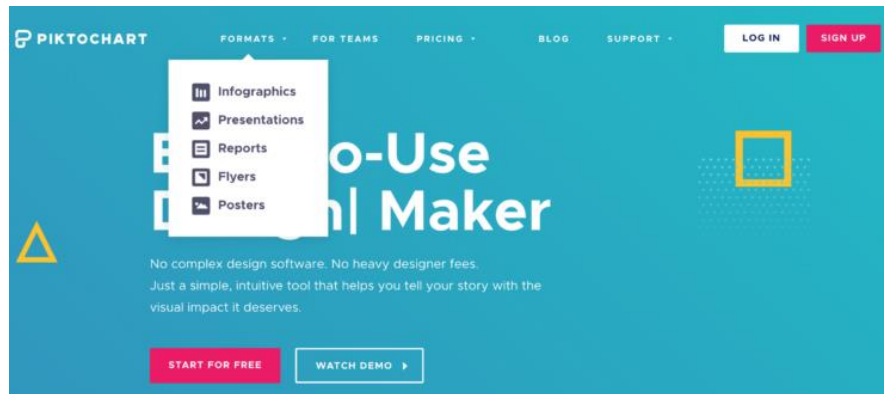 PIKTOCHART FORMATS FOR TEAMS PRICING BLOG SUPPORT LOG IN SIGN UP
Infographics
Presentations
Reports
Flyers
Posters
o-Use
Maker
No complex design software. No heavy designer fees.
Just a simple, intuitive tool that helps you tell your story with the
visual impact it deserves.
START FOR FREE WATCH DEMO